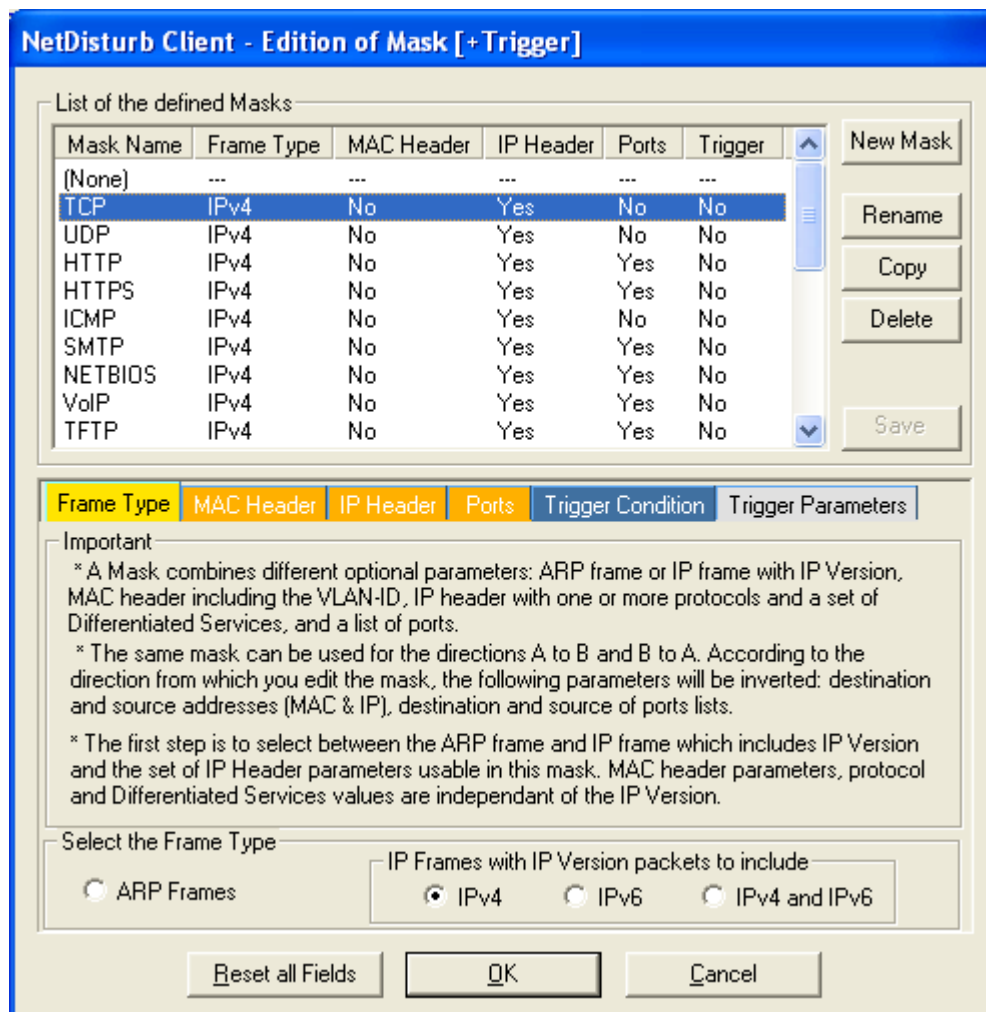 NetDisturb Client - Edition of Mask [+Trigger]
List of the defined Masks
Mask Name Frame Type MAC Header IP Header Ports Trigger
(None) --- --- --- --- ---
TCP IPv4 No Yes No No
UDP IPv4 No Yes No No
HTTP IPv4 No Yes Yes No
HTTPS IPv4 No Yes Yes No
ICMP IPv4 No Yes No No
SMTP IPv4 No Yes Yes No
NETBIOS IPv4 No Yes Yes No
VoIP IPv4 No Yes Yes No
TFTP IPv4 No Yes Yes No
New Mask
Rename
Copy
Delete
Save
Frame Type MAC Header IP Header Ports Trigger Condition Trigger Parameters
Important
* A Mask combines different optional parameters: ARP frame or IP frame with IP Version,
MAC header including the VLAN-ID, IP header with one or more protocols and a set of
Differentiated Services, and a list of ports.
* The same mask can be used for the directions A to B and B to A. According to the
direction from which you edit the mask, the following parameters will be inverted: destination
and source addresses (MAC & IP), destination and source of ports lists.
* The first step is to select between the ARP frame and IP frame which includes IP Version
and the set of IP Header parameters usable in this mask. MAC header parameters, protocol
and Differentiated Services values are independant of the IP Version.
Select the Frame Type
IP Frames with IP Version packets to include
ARP Frames IPv4 IPv6 IPv4 and IPv6
Reset all Fields OK Cancel